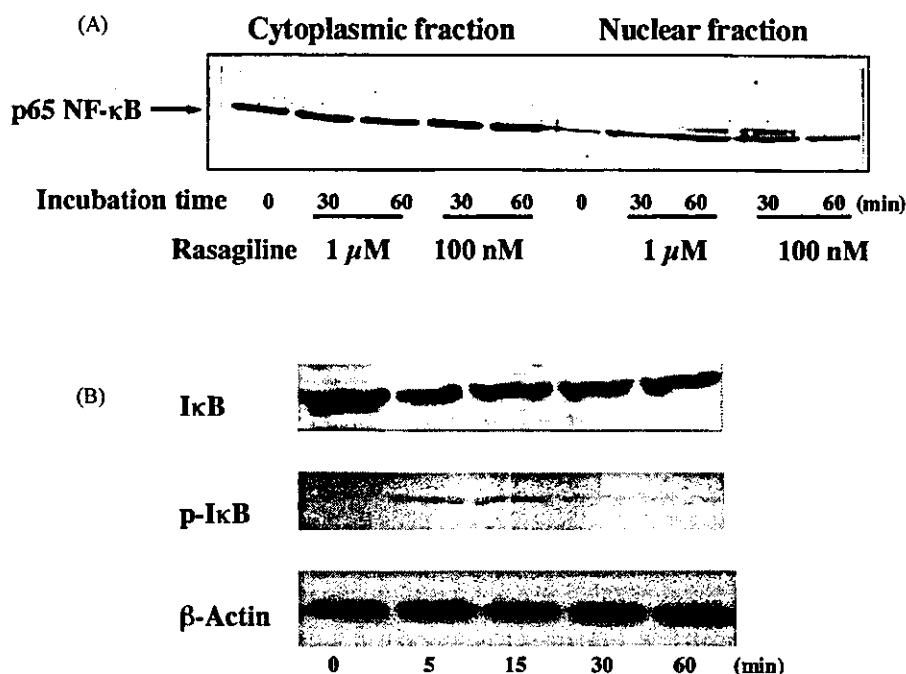 (A)
Cytoplasmic fraction Nuclear fraction
p65 NF-κB
Incubation time 0 30 60 30 60 0 30 60 30 60 (min)
Rasagiline 1 µM 100 nM 1 µM 100 nM
(B)
IκB
p-IκB
β-Actin
0 5 15 30 60 (min)